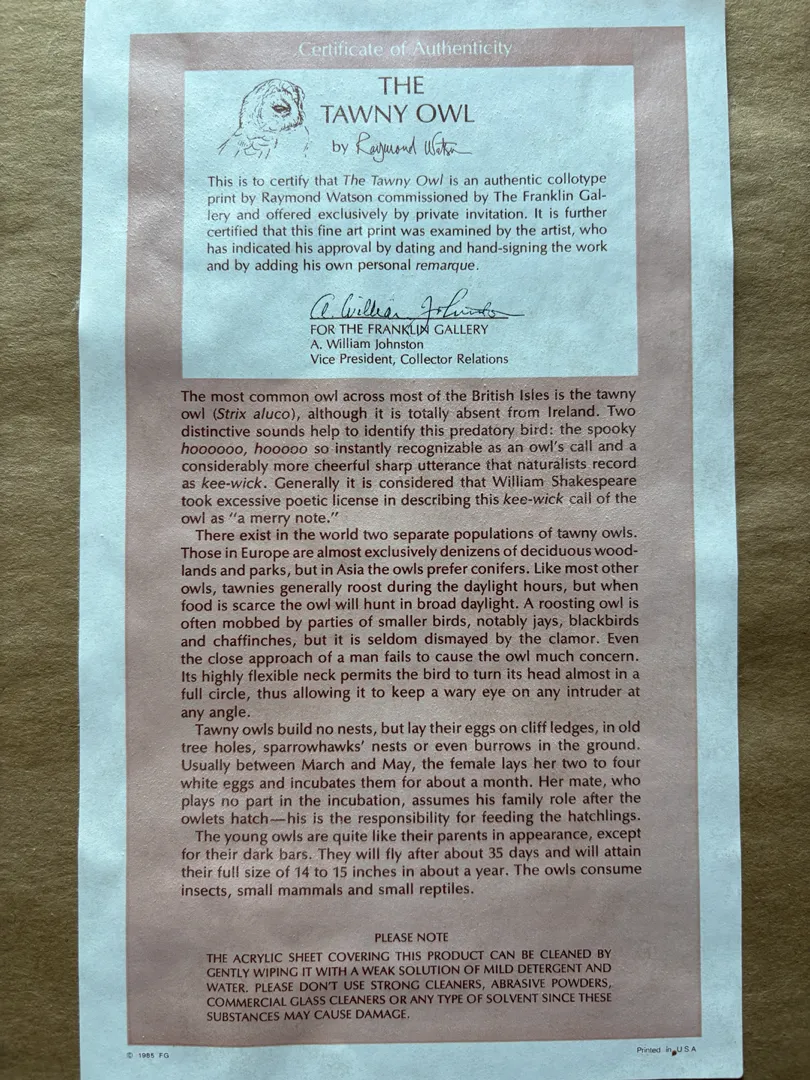 Certificate of Authenticity
THE
TAWNY OWL
by Raymond Watson
This is to certify that The Tawny Owl is an authentic collotype
print by Raymond Watson commissioned by The Franklin Gal-
lery and offered exclusively by private invitation. It is further
certified that this fine art print was examined by the artist, who
has indicated his approval by dating and hand-signing the work
and by adding his own personal remarque.
A. William Johnston
FOR THE FRANKLIN GALLERY
A. William Johnston
Vice President, Collector Relations
The most common owl across most of the British Isles is the tawny
owl (Strix aluco), although it is totally absent from Ireland. Two
distinctive sounds help to identify this predatory bird: the spooky
hoooooo, hooooo so instantly recognizable as an owl's call and a
considerably more cheerful sharp utterance that naturalists record
as kee-wick. Generally it is considered that William Shakespeare
took excessive poetic license in describing this kee-wick call of the
owl as "a merry note."
There exist in the world two separate populations of tawny owls.
Those in Europe are almost exclusively denizens of deciduous wood-
lands and parks, but in Asia the owls prefer conifers. Like most other
owls, tawnies generally roost during the daylight hours, but when
food is scarce the owl will hunt in broad daylight. A roosting owl is
often mobbed by parties of smaller birds, notably jays, blackbirds
and chaffinches, but it is seldom dismayed by the clamor. Even
the close approach of a man fails to cause the owl much concern.
Its highly flexible neck permits the bird to turn its head almost in a
full circle, thus allowing it to keep a wary eye on any intruder at
any angle.
Tawny owls build no nests, but lay their eggs on cliff ledges, in old
tree holes, sparrowhawks' nests or even burrows in the ground.
Usually between March and May, the female lays her two to four
white eggs and incubates them for about a month. Her mate, who
plays no part in the incubation, assumes his family role after the
owlets hatch—his is the responsibility for feeding the hatchlings.
The young owls are quite like their parents in appearance, except
for their dark bars. They will fly after about 35 days and will attain
their full size of 14 to 15 inches in about a year. The owls consume
insects, small mammals and small reptiles.
PLEASE NOTE
THE ACRYLIC SHEET COVERING THIS PRODUCT CAN BE CLEANED BY
GENTLY WIPING IT WITH A WEAK SOLUTION OF MILD DETERGENT AND
WATER. PLEASE DON'T USE STRONG CLEANERS, ABRASIVE POWDERS,
COMMERCIAL GLASS CLEANERS OR ANY TYPE OF SOLVENT SINCE THESE
SUBSTANCES MAY CAUSE DAMAGE.
© 1985 FG
Printed in USA